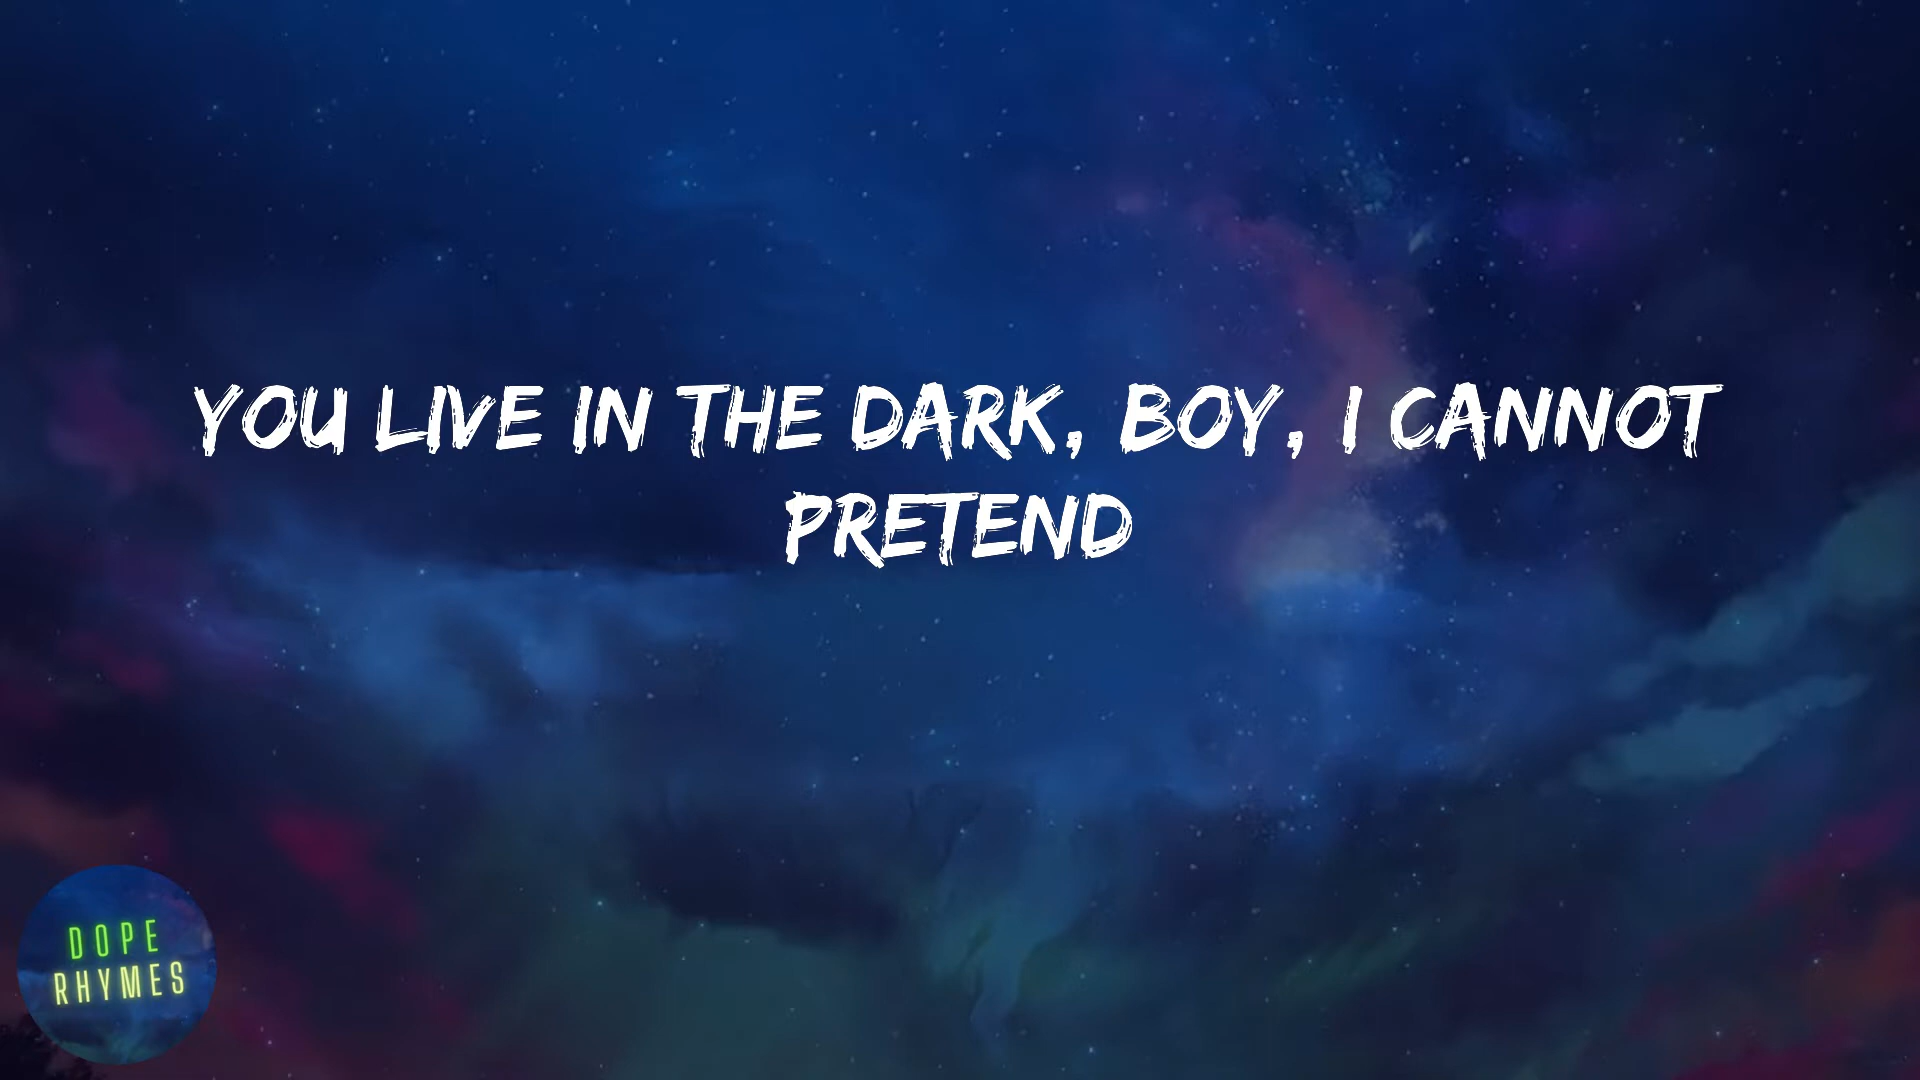 YOU LIVE IN THE DARK, BOY, I CANNOT
PRETEND
DOPE
RHYMES